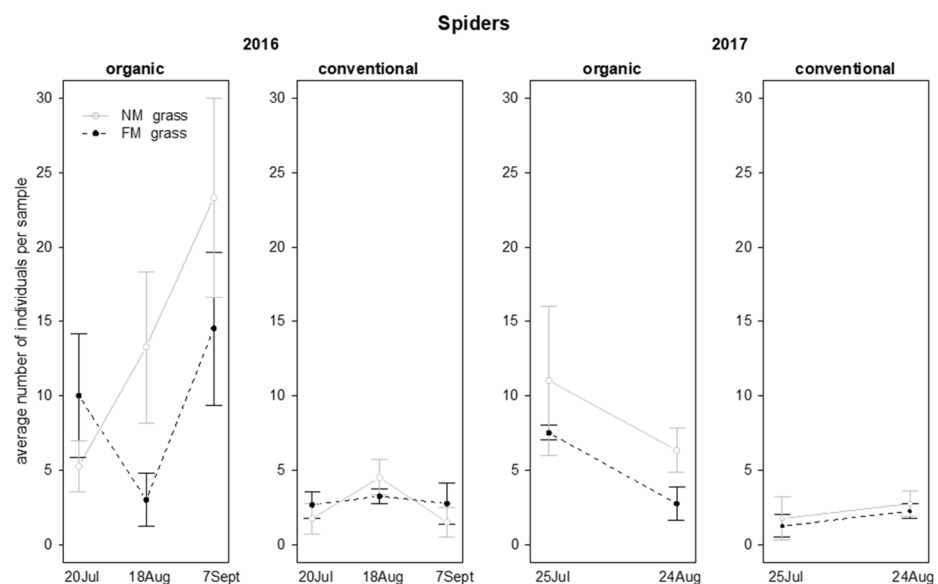 Spiders
2016
2017
organic
conventional
organic
conventional
average number of individuals per sample
NM grass
FM grass
30
25
20
15
10
5
0
20Jul 18Aug 7Sept
30
25
20
15
10
5
0
20Jul 18Aug 7Sept
30
25
20
15
10
5
0
25Jul 24Aug
30
25
20
15
10
5
0
25Jul 24Aug